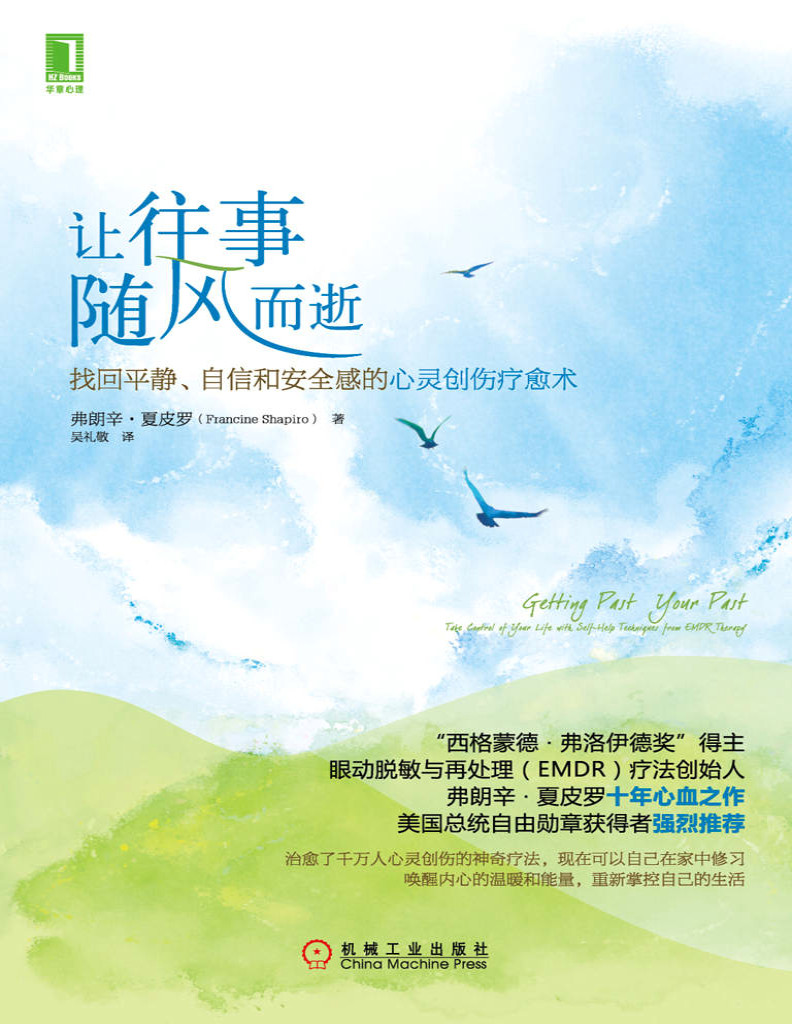 HZ Books
华章心理
让往事
随风而逝
找回平静、自信和安全感的心灵创伤疗愈术
弗朗辛·夏皮罗（Francine Shapiro） 著
吴礼敬 译
Getting Past Your Past
Take Control of Your Life with Self-Help Techniques from EMDR Therapy
“西格蒙德·弗洛伊德奖”得主
眼动脱敏与再处理（EMDR）疗法创始人
弗朗辛·夏皮罗十年心血之作
美国总统自由勋章获得者强烈推荐
治愈了千万人心灵创伤的神奇疗法，现在可以自己在家中修习
唤醒内心的温暖和能量，重新掌控自己的生活
机械工业出版社
China Machine Press